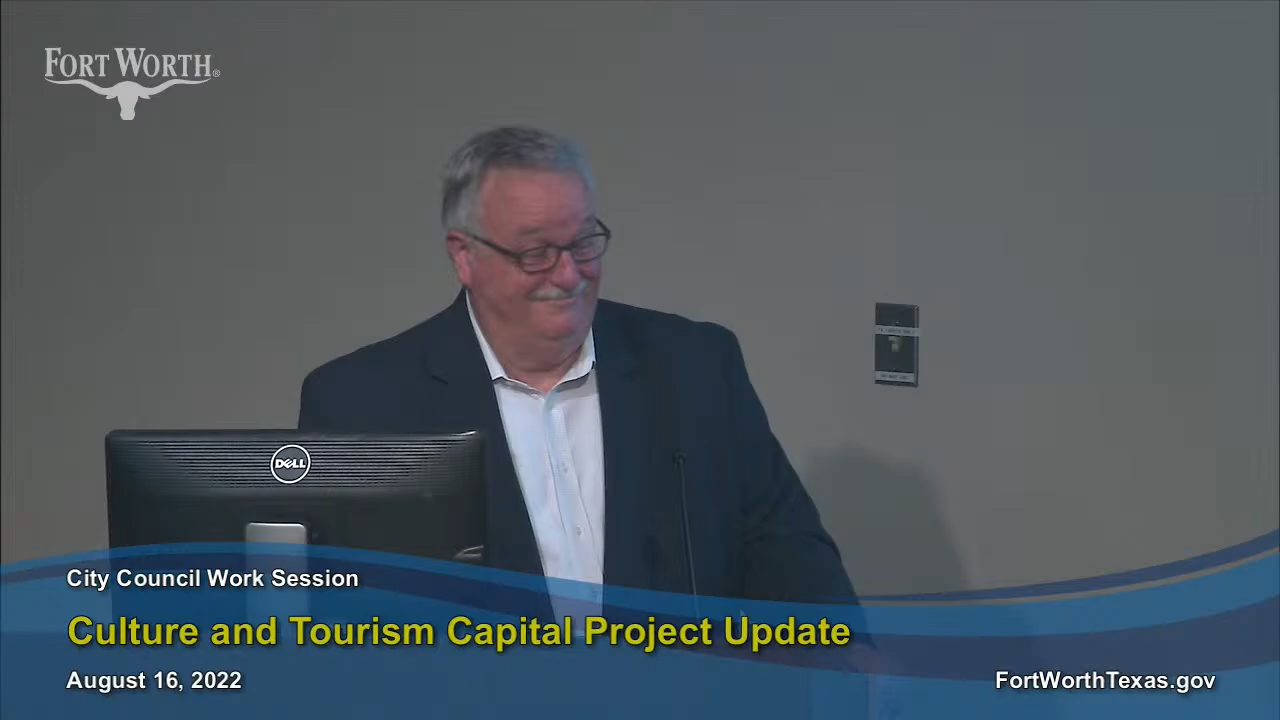 FORT WORTH®
DELL
City Council Work Session
Culture and Tourism Capital Project Update
August 16, 2022
FortWorthTexas.gov